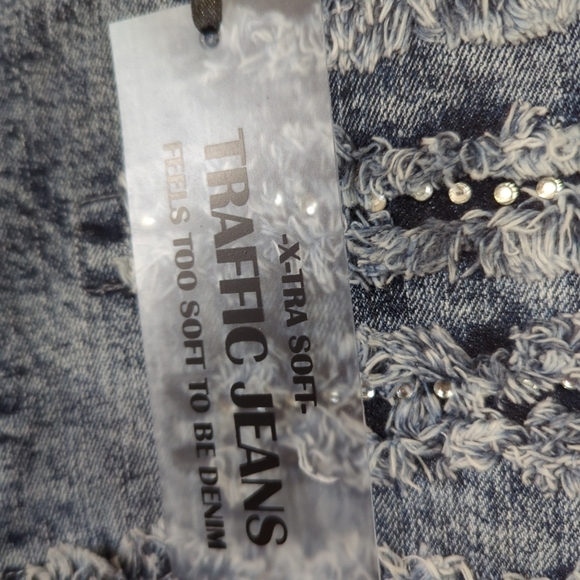 -X-TRA SOFT-
TRAFFIC JEANS
FEELS TOO SOFT TO BE DENIM